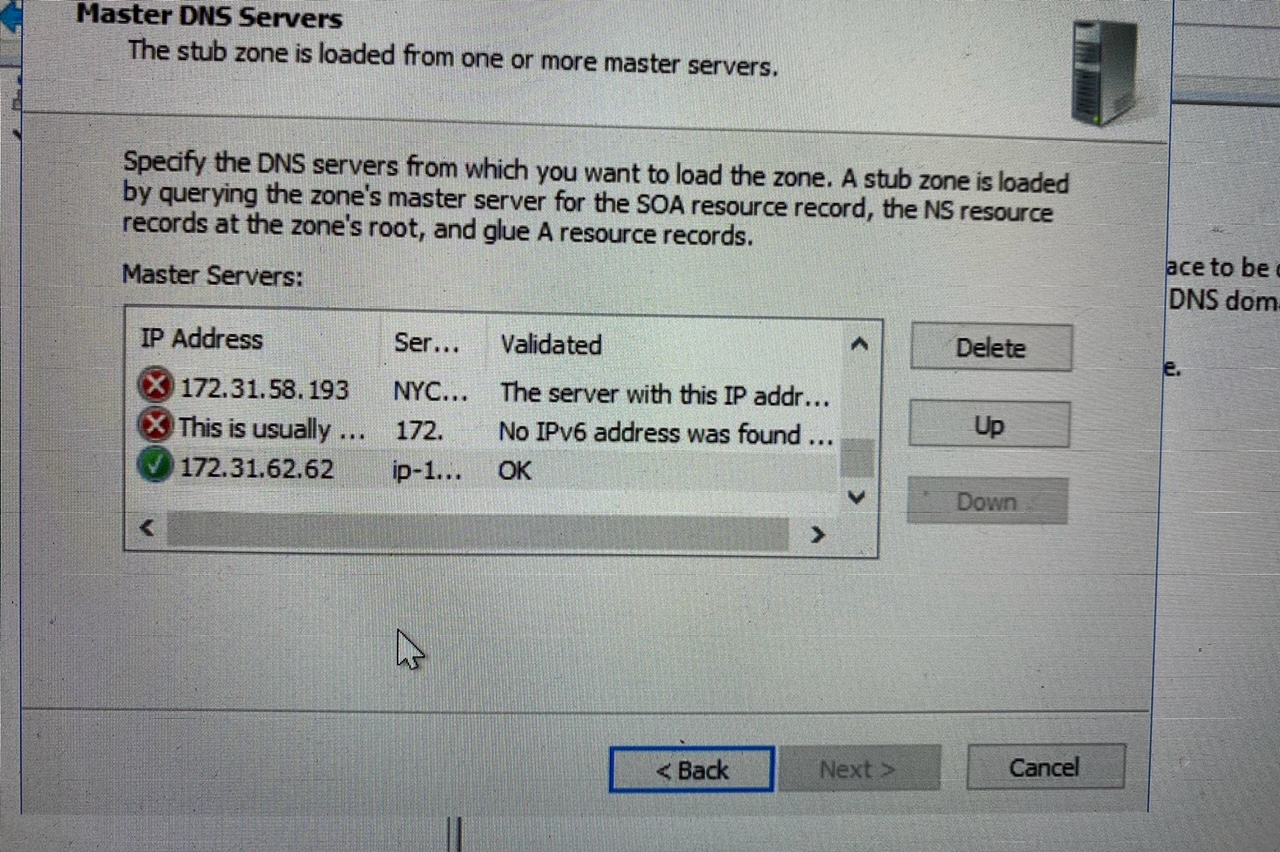 Master DNS Servers
The stub zone is loaded from one or more master servers.
Specify the DNS servers from which you want to load the zone. A stub zone is loaded
by querying the zone's master server for the SOA resource record, the NS resource
records at the zone's root, and glue A resource records.
Master Servers:
IP Address Ser... Validated
172.31.58.193 NYC... The server with this IP addr...
This is usually ... 172. No IPv6 address was found ...
172.31.62.62 ip-1... OK
Delete
Up
Down
< Back Next > Cancel
ace to be
DNS dom
e.